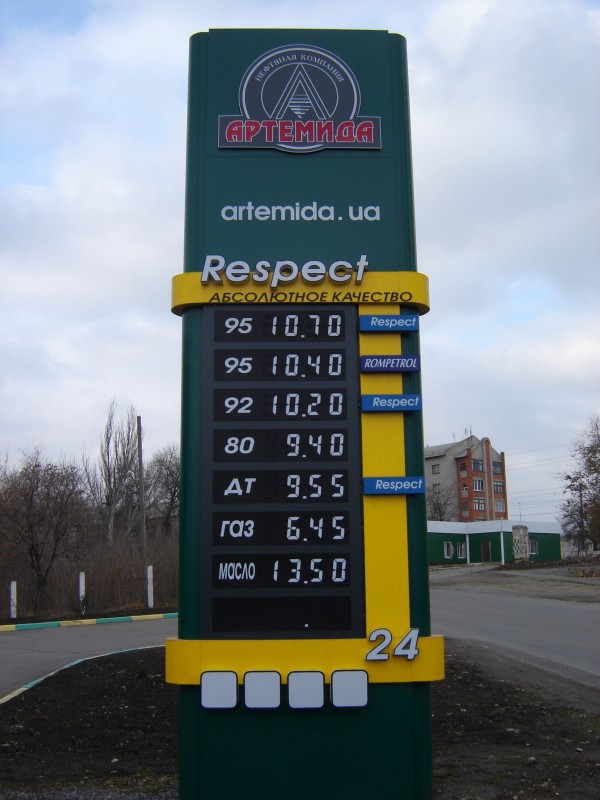 НЕФТЯНАЯ КОМПАНИЯ
АРТЕМИДА
artemida.ua
Respect
АБСОЛЮТНОЕ КАЧЕСТВО
95 10.70 Respect
95 10.40 ROMPETROL
92 10.20 Respect
80 9.40
ДТ 9.55 Respect
газ 6.45
масло 13.50
.
24